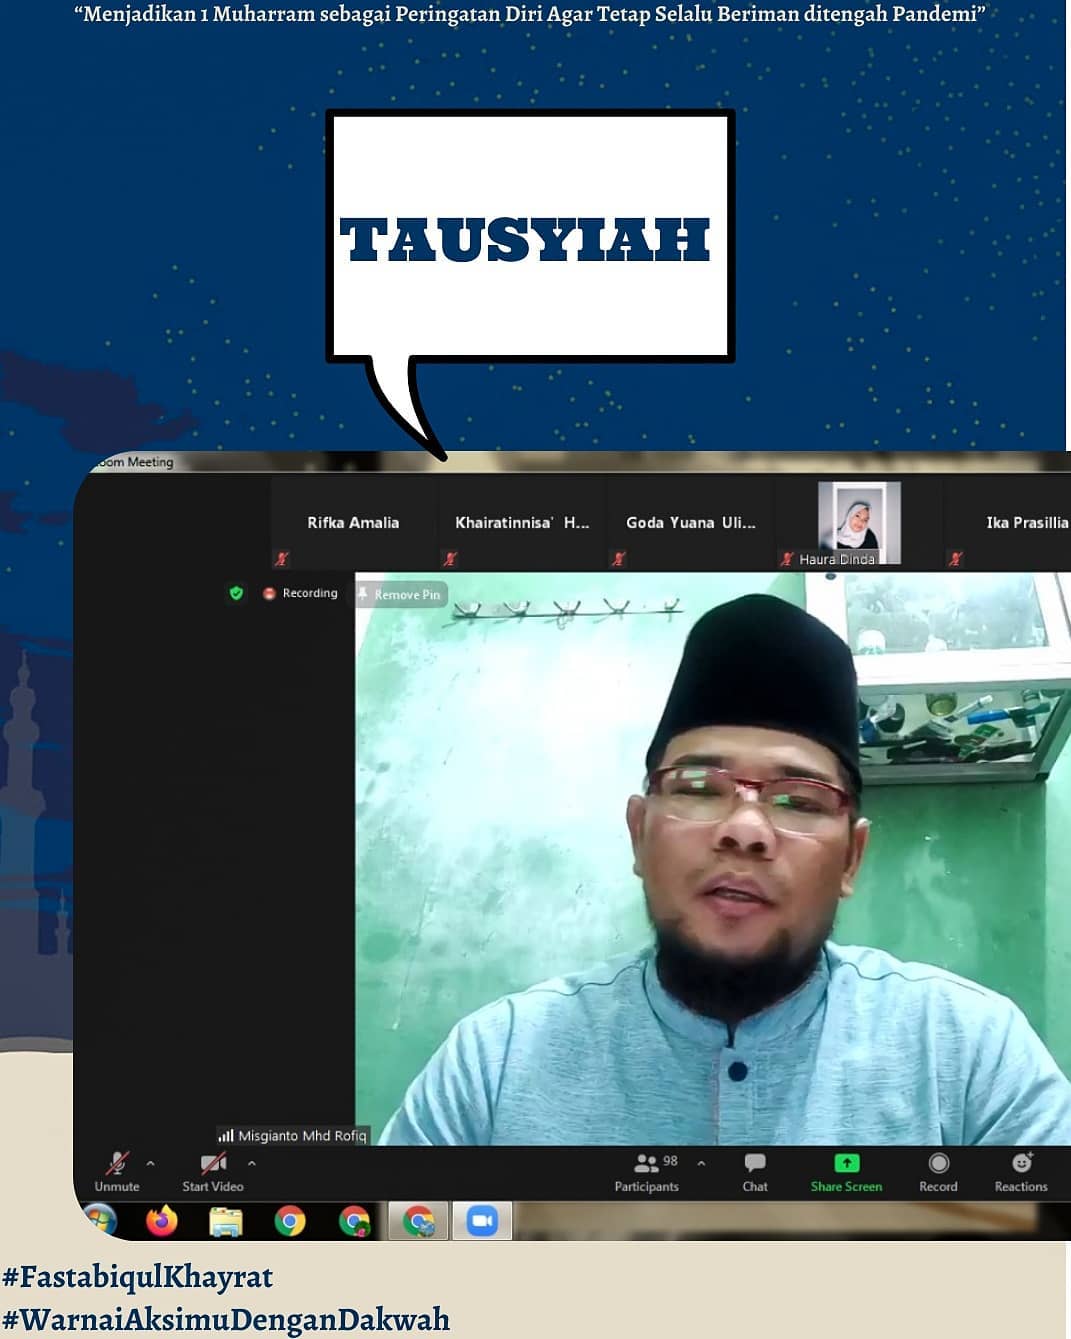 “Menjadikan 1 Muharram sebagai Peringatan Diri Agar Tetap Selalu Beriman ditengah Pandemi”
TAUSYIAH
oom Meeting
Rifka Amalia
Khairatinnisa' H...
Goda Yuana Uli...
Haura Dinda
Ika Prasillia
Recording
Remove Pin
Misgianto Mhd Rofiq
Unmute
Start Video
98
Participants
Chat
Share Screen
Record
Reactions
#FastabiqulKhayrat
#WarnaiAksimuDenganDakwah